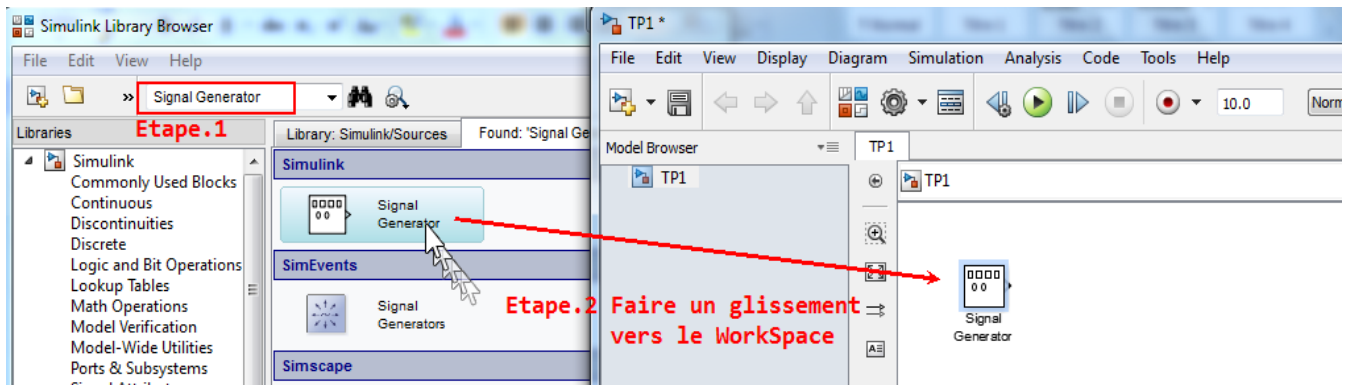 Simulink Library Browser
File Edit View Help
» Signal Generator
Etape.1
Libraries
Library: Simulink/Sources Found: 'Signal Ge
Simulink
Commonly Used Blocks
Continuous
Discontinuities
Discrete
Logic and Bit Operations
Lookup Tables
Math Operations
Model Verification
Model-Wide Utilities
Ports & Subsystems
Simulink
Signal
Generator
SimEvents
Signal
Generators
Simscape
Etape.2 Faire un glissement
vers le WorkSpace
TP1 *
File Edit View Display Diagram Simulation Analysis Code Tools Help
10.0 Norm
Model Browser
TP1
TP1
TP1
Signal
Generator